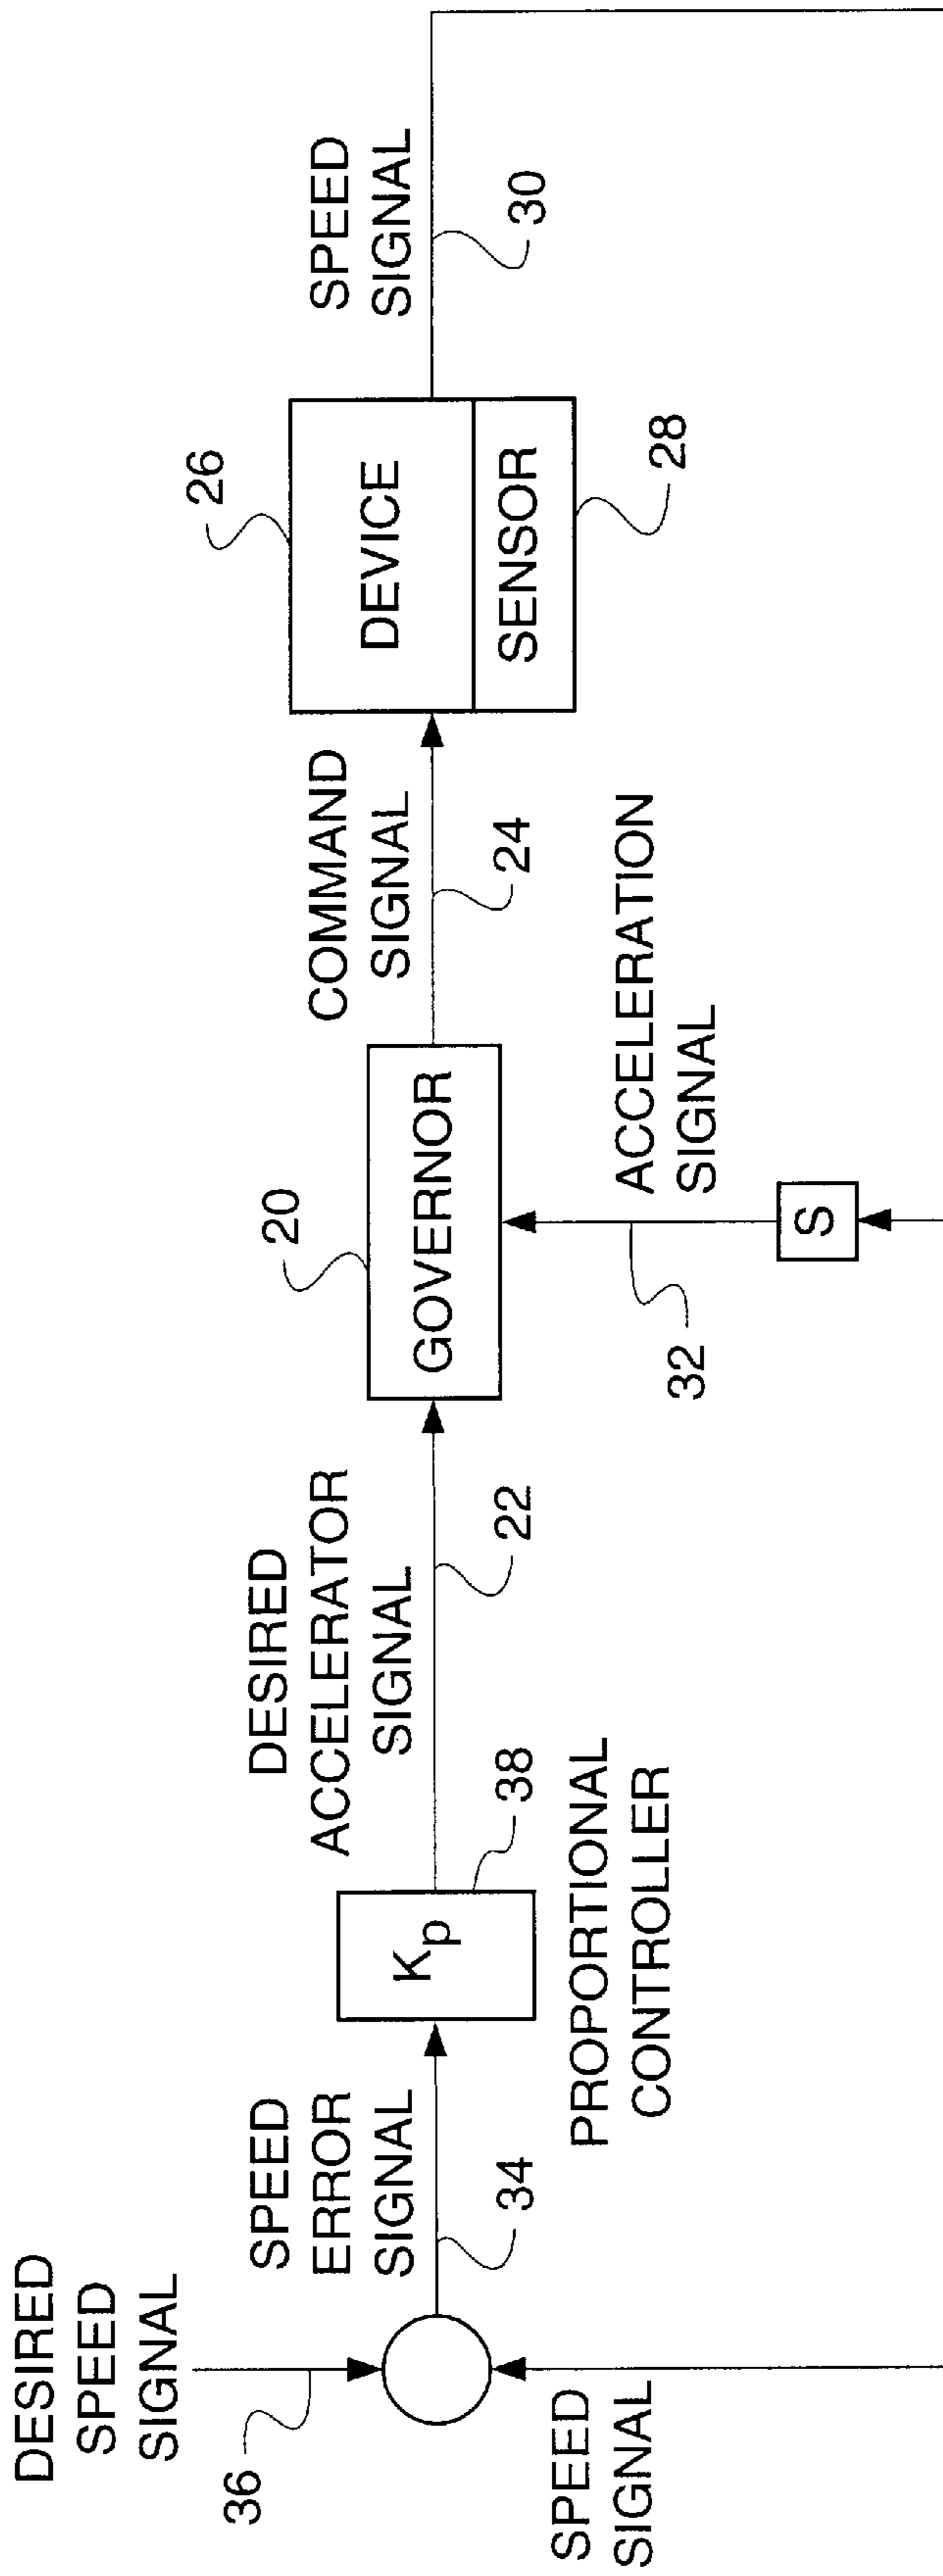 DESIRED
SPEED
SIGNAL
36
SPEED
ERROR
SIGNAL
34
SPEED
SIGNAL
Kp
38
PROPORTIONAL
CONTROLLER
DESIRED
ACCELERATOR
SIGNAL
22
20
GOVERNOR
COMMAND
SIGNAL
24
ACCELERATION
SIGNAL
32
S
26
DEVICE
SENSOR
28
SPEED
SIGNAL
30